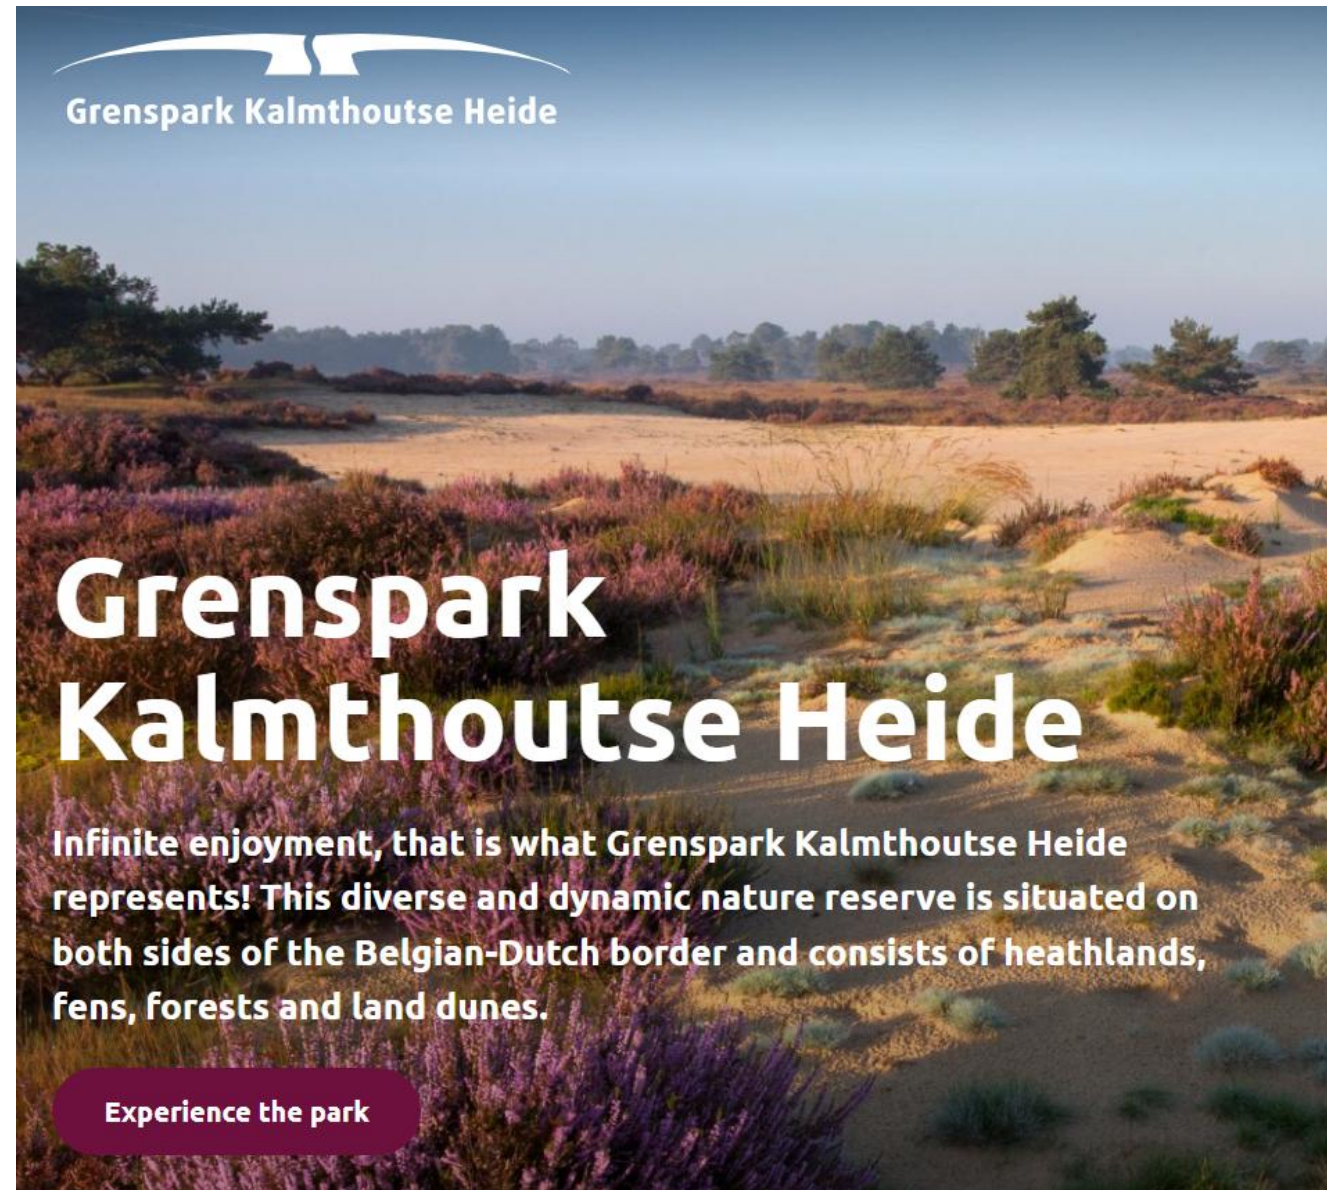 Grenspark Kalmthoutse Heide
Grenspark
Kalmthoutse Heide
Infinite enjoyment, that is what Grenspark Kalmthoutse Heide
represents! This diverse and dynamic nature reserve is situated on
both sides of the Belgian-Dutch border and consists of heathlands,
fens, forests and land dunes.
Experience the park